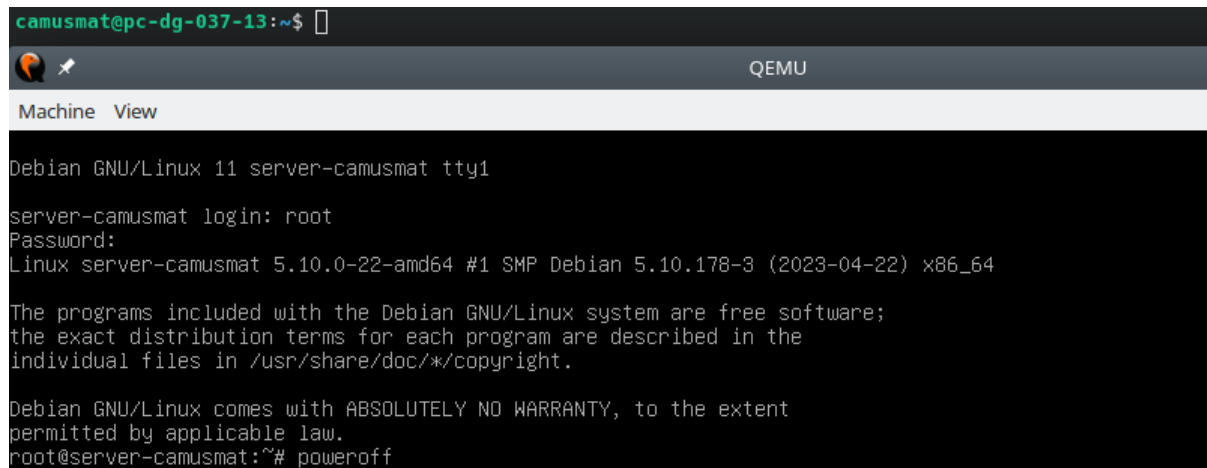 camusmat@pc-dg-037-13:~$
QEMU
Machine View
Debian GNU/Linux 11 server-camusmat tty1
server-camusmat login: root
Password:
Linux server-camusmat 5.10.0-22-amd64 #1 SMP Debian 5.10.178-3 (2023-04-22) x86_64
The programs included with the Debian GNU/Linux system are free software;
the exact distribution terms for each program are described in the
individual files in /usr/share/doc/*/copyright.
Debian GNU/Linux comes with ABSOLUTELY NO WARRANTY, to the extent
permitted by applicable law.
root@server-camusmat:~# poweroff